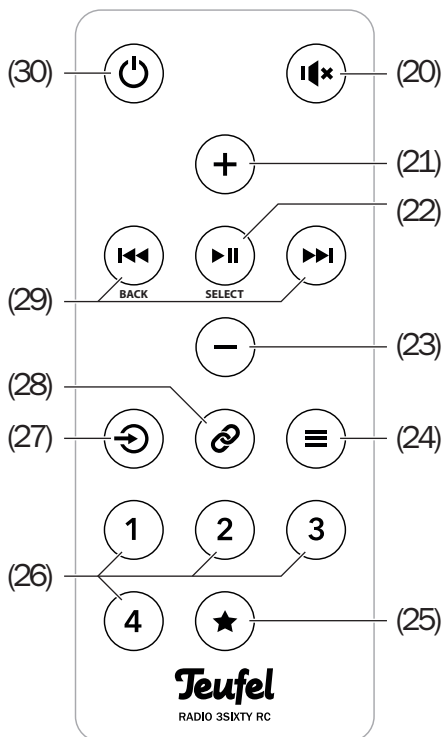 (30) (20)
+ (21)
(22)
BACK SELECT
(29)
− (23)
(28)
(27) (24)
1 2 3
(26)
4 (25)
Teufel
RADIO 3SIXTY RC